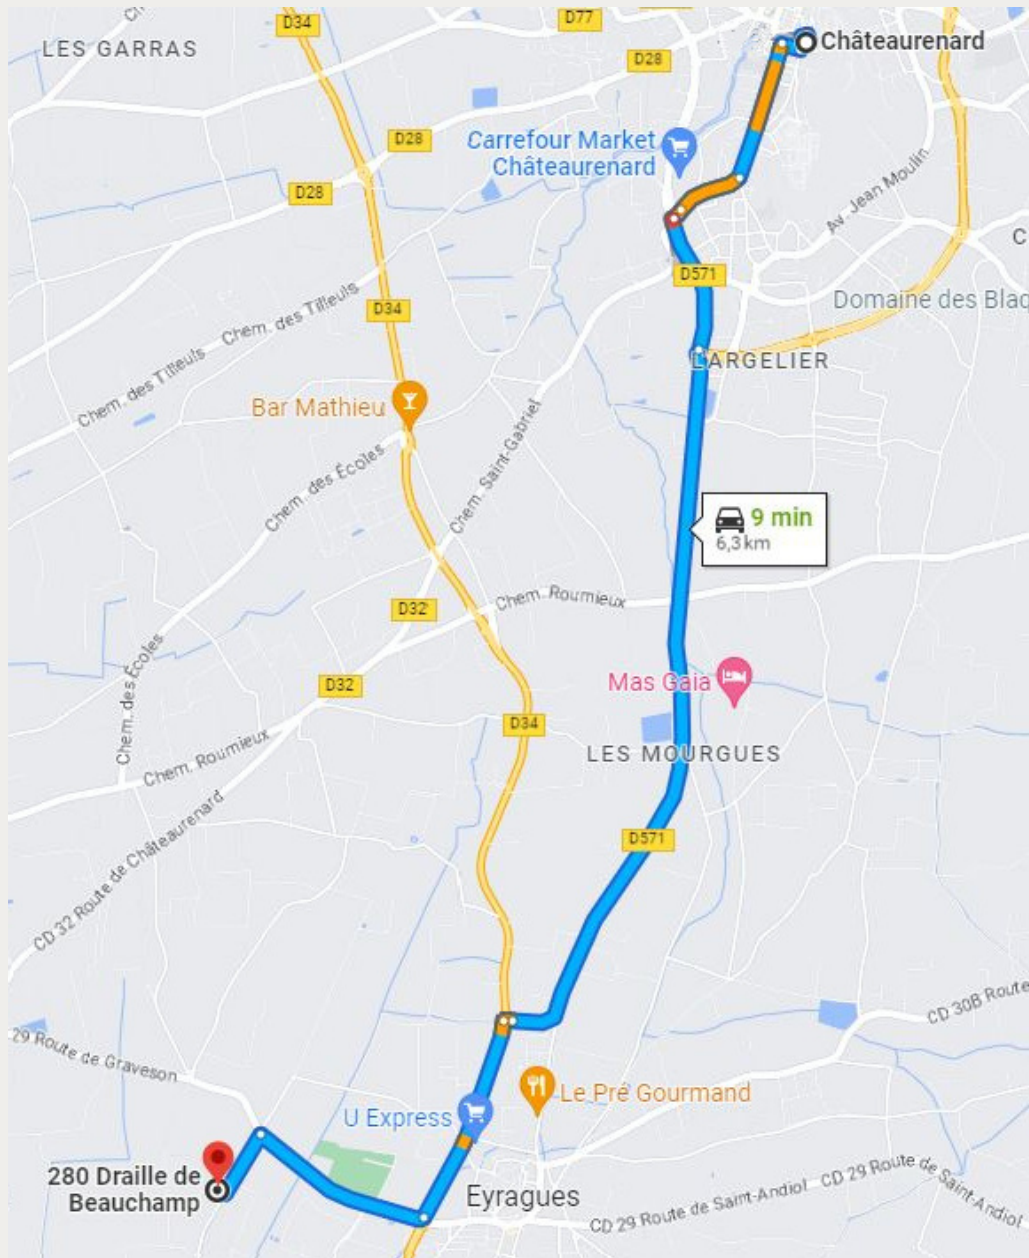 D34
D77
LES GARRAS
Châteaurenard
D28
D28
Carrefour Market
Châteaurenard
D28
Av. Jean Moulin
D571
Domaine des Blaq
D34
Chem. des Tilleuls
Chem. des Tilleuls
L'ARGELIER
Bar Mathieu
Chem. Saint-Gabriel
Chem. des Écoles
9 min
6,3 km
Chem. Roumieux
D32
Chem. des Écoles
Mas Gaia
D32
D34
LES MOURGUES
Chem. Roumieux
D571
CD 32 Route de Châteaurenard
CD 30B Route
29 Route de Graveson
Le Pré Gourmand
U Express
280 Draille de
Beauchamp
Eyragues
CD 29 Route de Saint-Andiol
CD 29 Route de Saint-Andiol